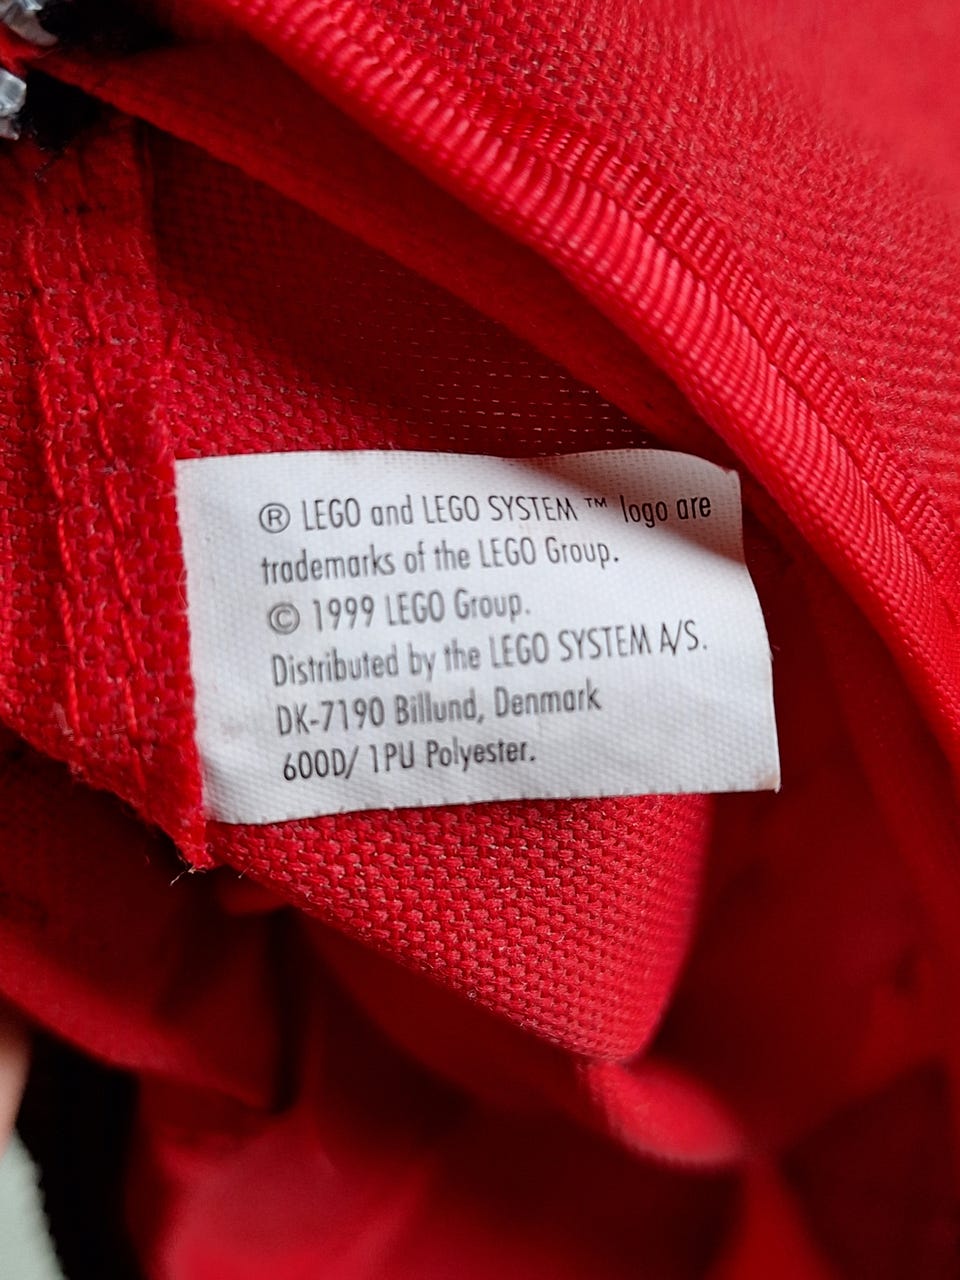 ® LEGO and LEGO SYSTEM ™ logo are
trademarks of the LEGO Group.
© 1999 LEGO Group.
Distributed by the LEGO SYSTEM A/S.
DK-7190 Billund, Denmark
600D/ 1PU Polyester.